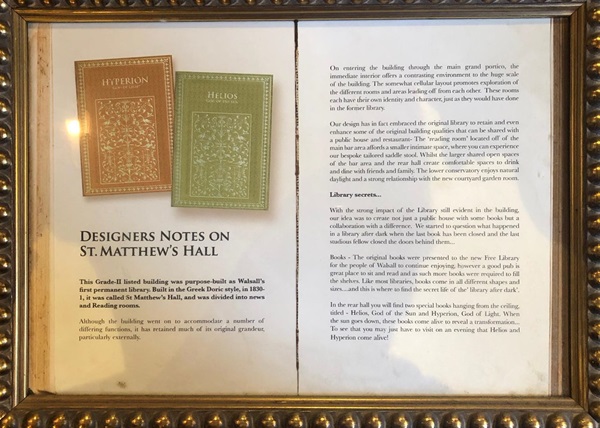 HYPERION
HELIOS
DESIGNERS NOTES ON
ST. MATTHEW'S HALL
This Grade-II listed building was purpose-built as Walsall's
first permanent library. Built in the Greek Doric style, in 1830-
1, it was called St Matthew's Hall, and was divided into news
and Reading rooms.
Although the building went on to accommodate a number of
differing functions, it has retained much of its original grandeur,
particularly externally.
On entering the building through the main grand portico, the
immediate interior offers a contrasting environment to the huge scale
of the building. The somewhat cellular layout promotes exploration of
the different rooms and areas leading off from each other. These rooms
each have their own identity and character, just as they would have done
in the former library.
Our design has in fact embraced the original library to retain and even
enhance some of the original building qualities that can be shared with
a public house and restaurant- The 'reading room' located off of the
main bar area affords a smaller intimate space, where you can experience
our bespoke tailored saddle stool. Whilst the larger shared open spaces
of the bar area and the rear hall create comfortable spaces to drink
and dine with friends and family. The lower conservatory enjoys natural
daylight and a strong relationship with the new courtyard garden room.
Library secrets...
With the strong impact of the Library still evident in the building,
our idea was to create not just a public house with some books but a
collaboration with a difference. We started to question what happened
in a library after dark when the last book has been closed and the last
studious fellow closed the doors behind them...
Books - The original books were presented to the new Free Library
for the people of Walsall to continue enjoying, however a good pub is
great place to sit and read and as such more books were required to fill
the shelves. Like most libraries, books come in all different shapes and
sizes....and this is where to find the secret life of the' library after dark'.
In the rear hall you will find two special books hanging from the ceiling,
titled - Helios, God of the Sun and Hyperion, God of Light. When
the sun goes down, these books come alive to reveal a transformation...
To see that you may just have to visit on an evening that Helios and
Hyperion come alive!